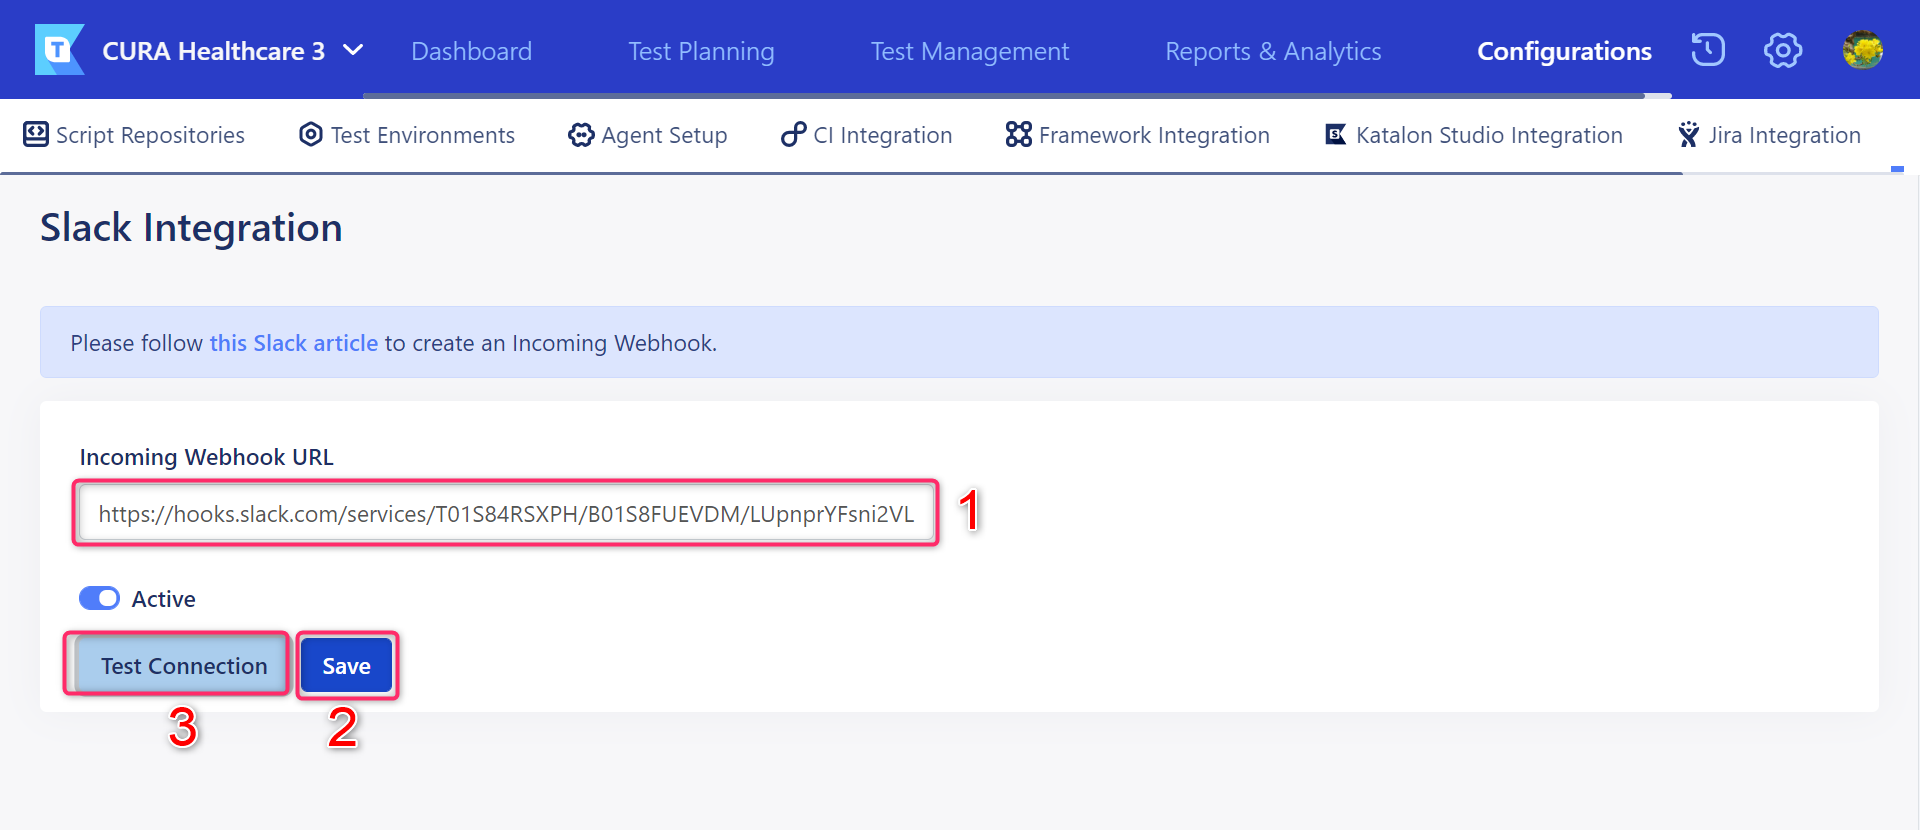 CURA Healthcare 3 Dashboard Test Planning Test Management Reports & Analytics Configurations
Script Repositories Test Environments Agent Setup CI Integration Framework Integration Katalon Studio Integration Jira Integration
Slack Integration
Please follow this Slack article to create an Incoming Webhook.
Incoming Webhook URL
https://hooks.slack.com/services/T01S84RSXPH/B01S8FUEVDM/LUpnprYFsni2VL 1
Active
Test Connection Save
3 2